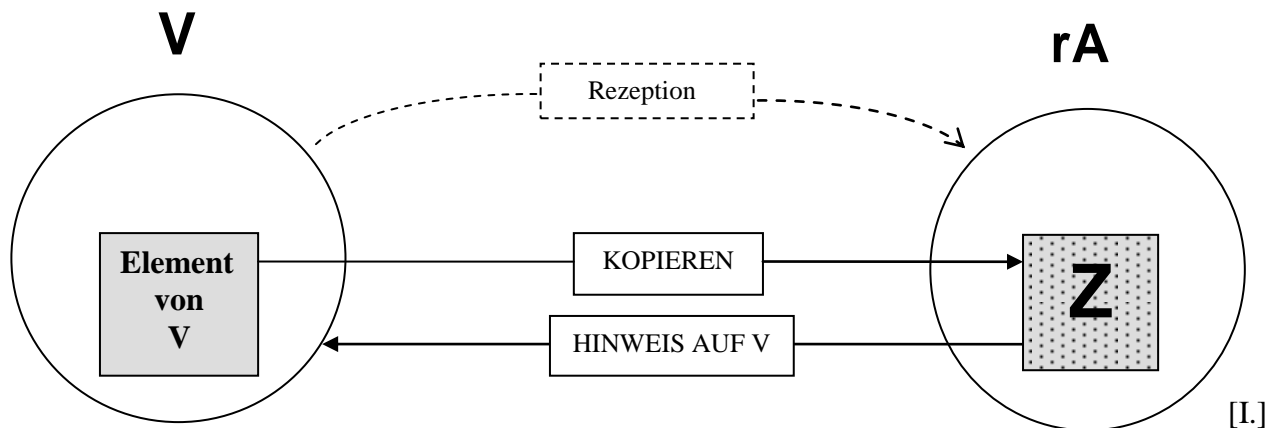 V
rA
Rezeption
Element
von
V
KOPIEREN
Z
HINWEIS AUF V
[I.]